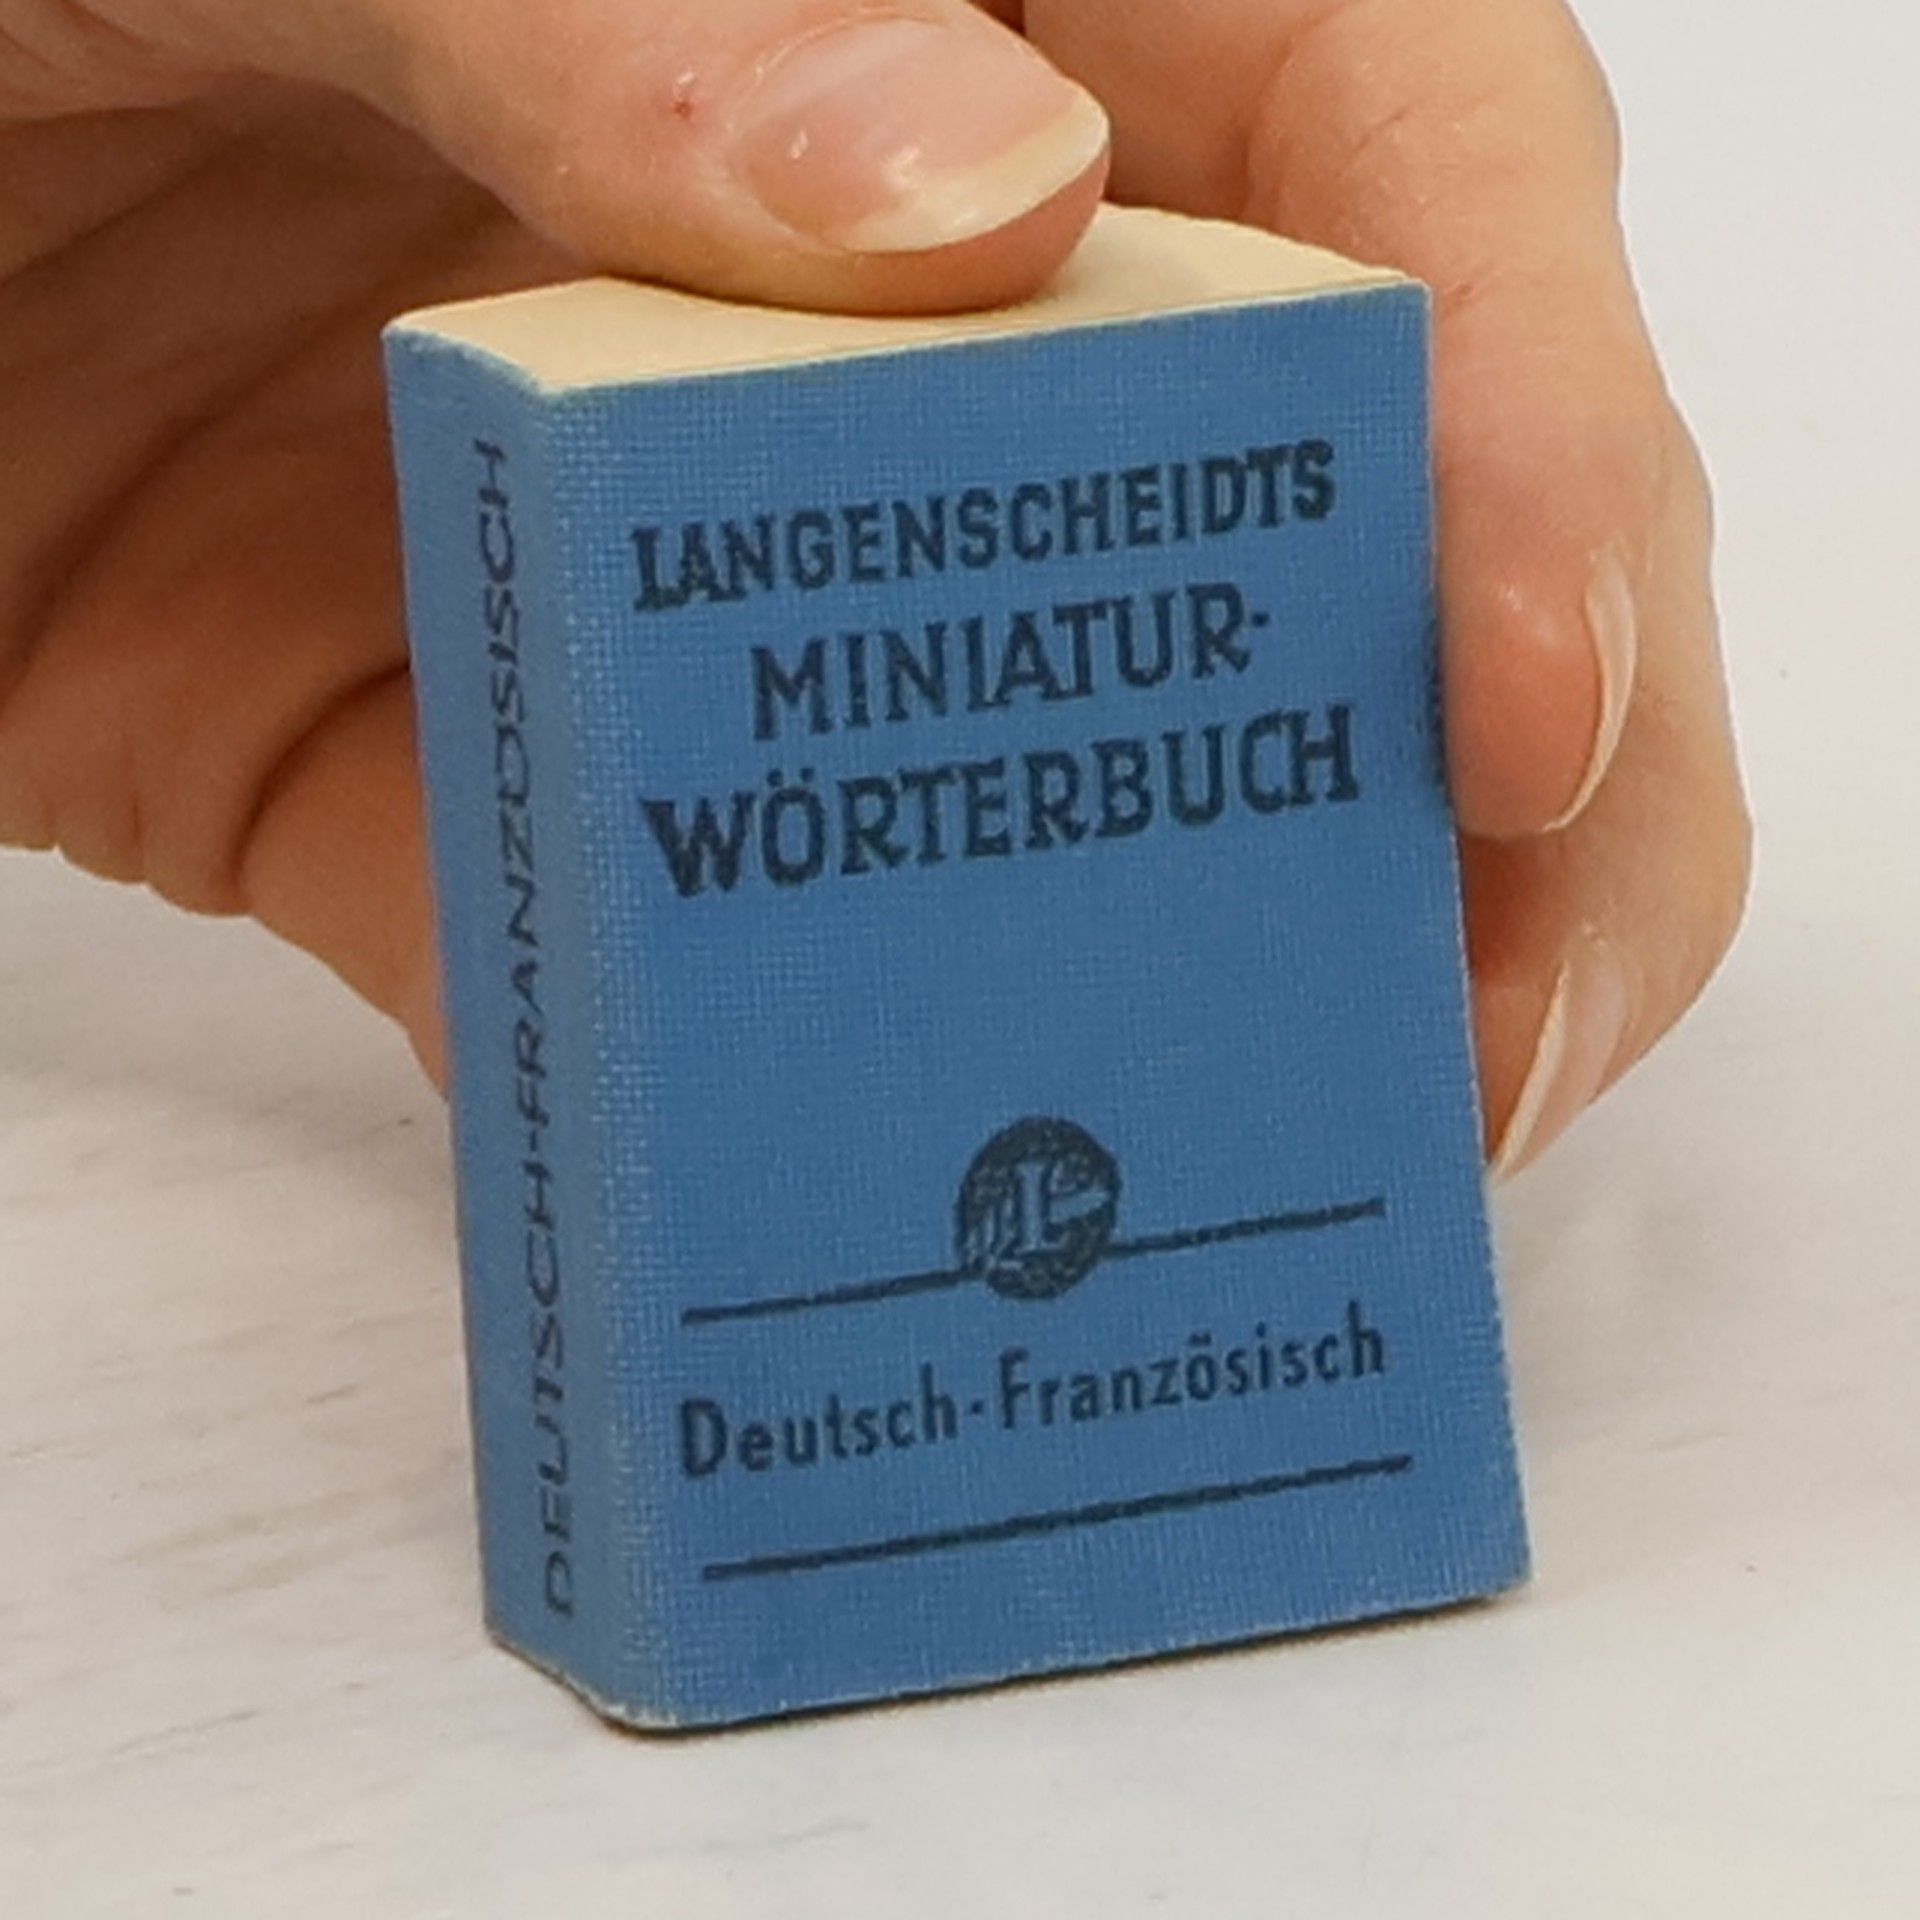 LANGENSCHEIDTS
MINIATUR-
WÖRTERBUCH
L
Deutsch-Französisch
DEUTSCH-FRANZÖSISCH